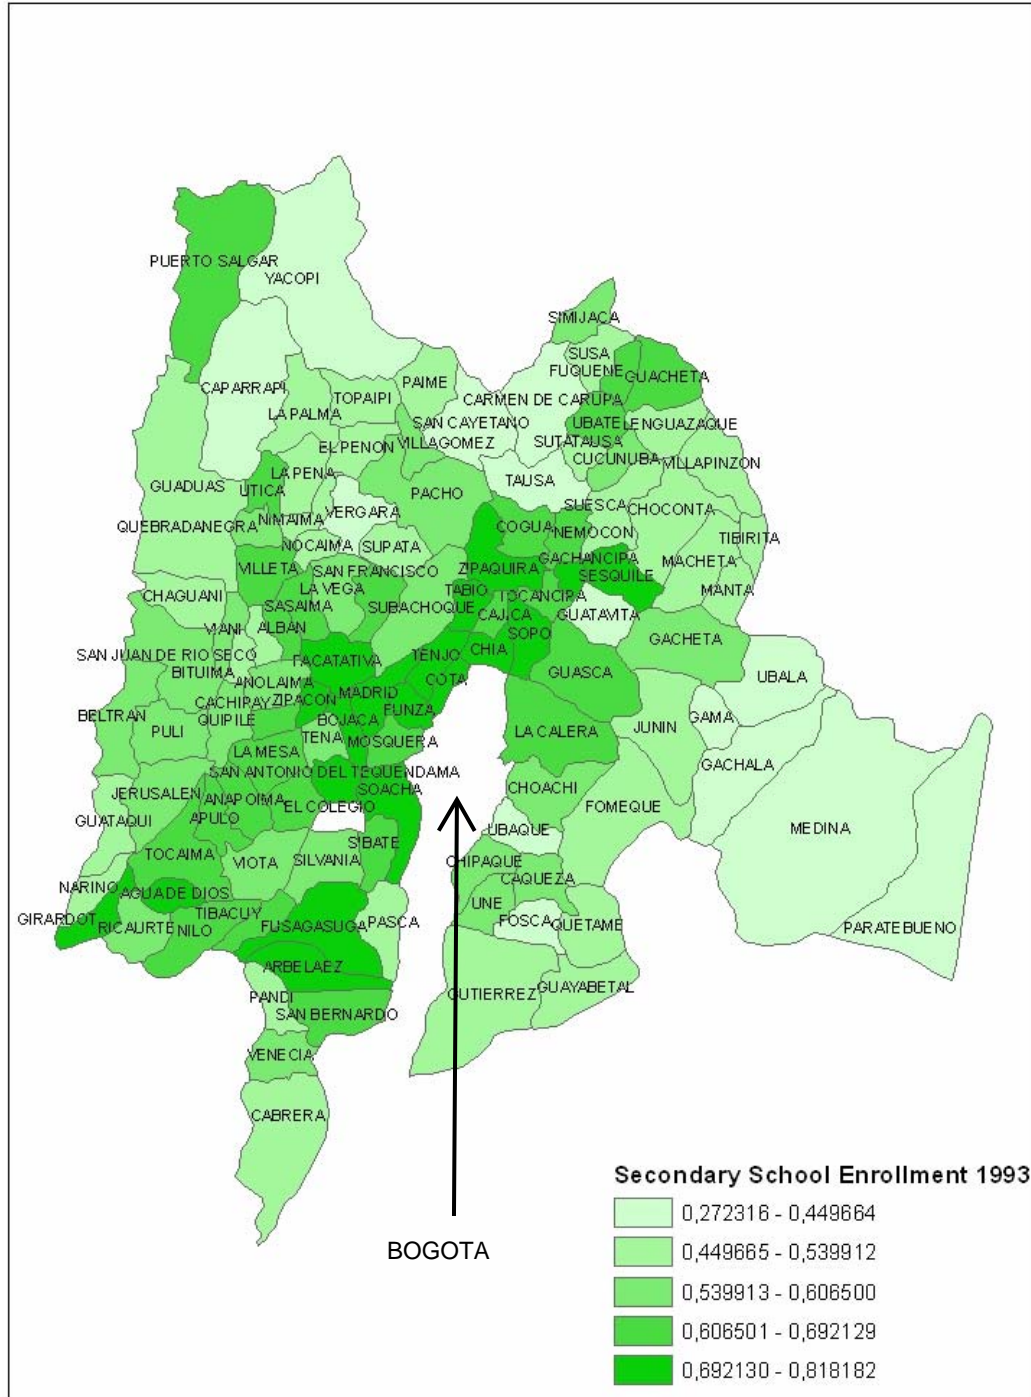 PUERTO SALGAR
YACOPI
SIMIJACA
SUSA
FUQUENE
GUACHETA
CAPARRAPI
PAIME
TOPAIPI
CARMEN DE CARUPA
LA PALMA
SAN CAYETANO
UBATE
LENGUAZAQUE
EL PENON
VILLAGOMEZ
SUTATAUSA
CUCUNUBA
VILLAPINZON
LA PENA
GUADUAS
UTICA
PACHO
TAUSA
SUESCA
CHOCONTA
VERGARA
QUEBRADANEGRA
NIMAIMA
COGUA
NEMOCON
TIBIRITA
NOCAIMA
SUPATA
GACHANCIPA
MACHETA
VILLETA
SAN FRANCISCO
ZIPAQUIRA
SESQUILE
CHAGUANI
LA VEGA
TABIO
TOCANCIPA
MANTA
SASAIMA
SUBACHOQUE
CAJICA
GUATAVITA
VIANI
ALBAN
SOPO
GACHETA
SAN JUAN DE RIO SECO
FACATATIVA
TENJO
CHIA
BITUIMA
ANOLAIMA
COTA
GUASCA
UBALA
CACHIPAY
ZIPACON
MADRID
FUNZA
BELTRAN
PULI
QUIPILE
BOJACA
GAMA
TENA
MOSQUERA
LA CALERA
JUNIN
LA MESA
GACHALA
SAN ANTONIO DEL TEQUENDAMA
JERUSALEN
ANAPOIMA
SOACHA
CHOACHI
EL COLEGIO
FOMEQUE
GUATAQUI
APULO
MEDINA
UBAQUE
SIBATE
TOCAIMA
VIOTA
SILVANIA
CHIPAQUE
CAQUEZA
NARINO
AGUA DE DIOS
UNE
GIRARDOT
RICAURTE
NILO
TIBACUY
FUSAGASUGA
PASCA
FOSCA
QUETAME
PARATEBUENO
ARBELAEZ
PANDI
GUTIERREZ
GUAYABETAL
SAN BERNARDO
VENECIA
CABRERA
BOGOTA
Secondary School Enrollment 1993
0,272316 - 0,449664
0,449665 - 0,539912
0,539913 - 0,606500
0,606501 - 0,692129
0,692130 - 0,818182